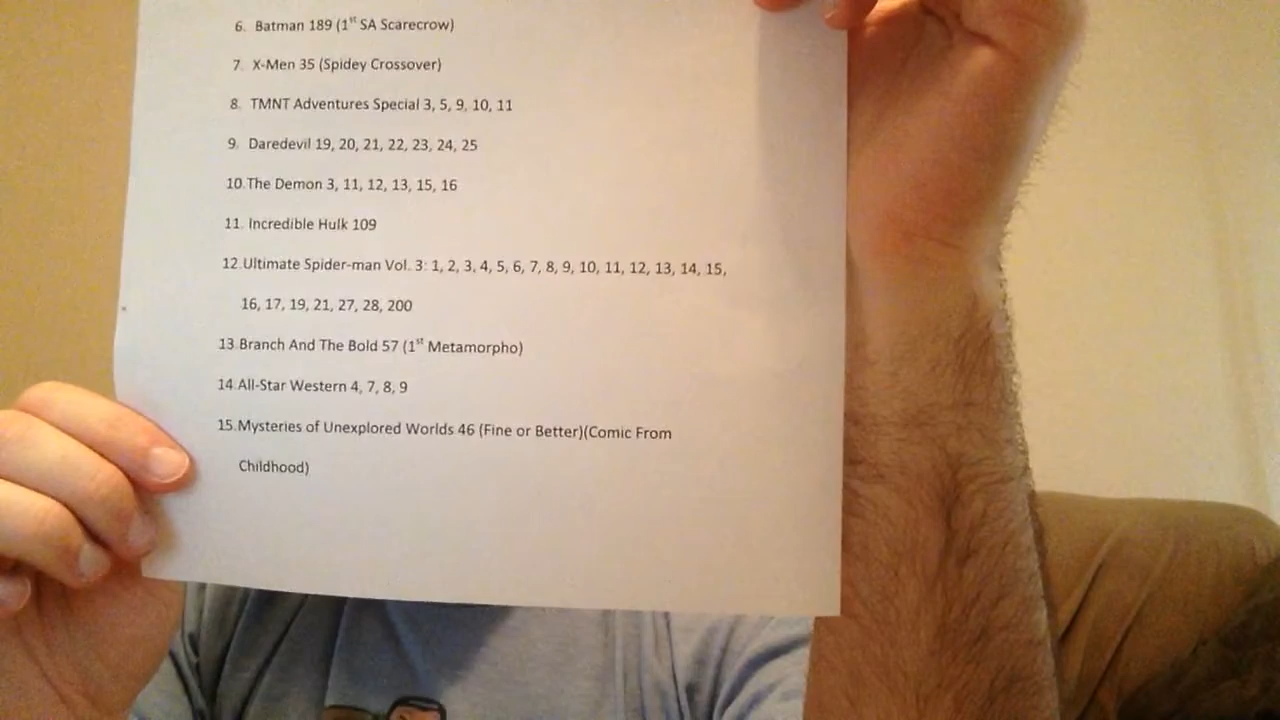 6. Batman 189 (1st SA Scarecrow)
7. X-Men 35 (Spidey Crossover)
8. TMNT Adventures Special 3, 5, 9, 10, 11
9. Daredevil 19, 20, 21, 22, 23, 24, 25
10. The Demon 3, 11, 12, 13, 15, 16
11. Incredible Hulk 109
12. Ultimate Spider-man Vol. 3: 1, 2, 3, 4, 5, 6, 7, 8, 9, 10, 11, 12, 13, 14, 15,
16, 17, 19, 21, 27, 28, 200
13. Branch And The Bold 57 (1st Metamorpho)
14. All-Star Western 4, 7, 8, 9
15. Mysteries of Unexplored Worlds 46 (Fine or Better)(Comic From
Childhood)